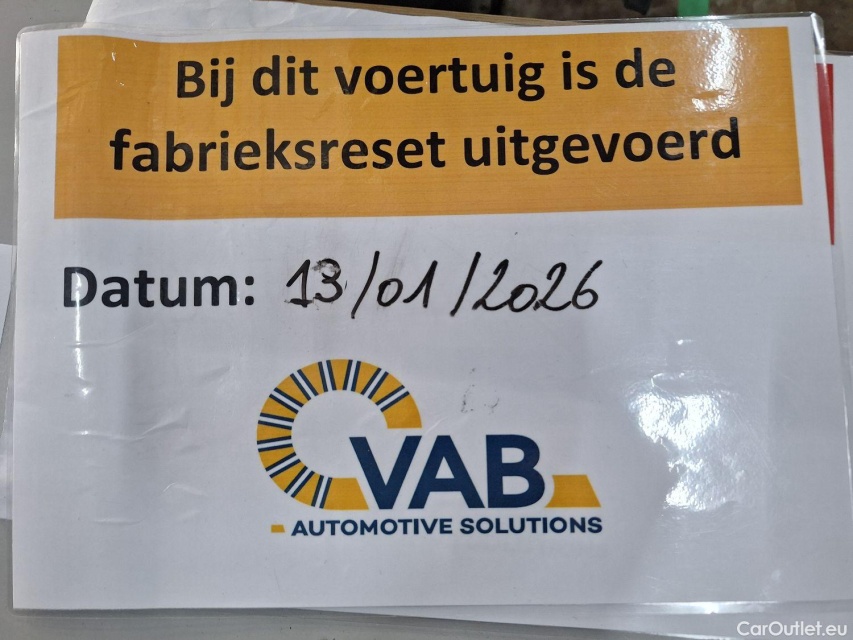 Bij dit voertuig is de
fabrieksreset uitgevoerd
Datum: 13/01/2026
VAB
AUTOMOTIVE SOLUTIONS
CarOutlet.eu